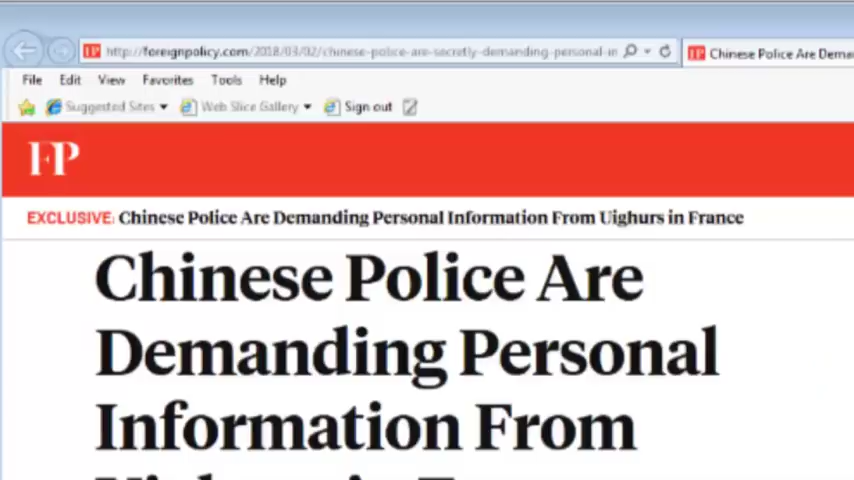 http://foreignpolicy.com/2018/03/02/chinese-police-are-secretly-demanding-personal-in
Chinese Police Are Dema
File Edit View Favorites Tools Help
Suggested Sites Web Slice Gallery Sign out
FP
EXCLUSIVE: Chinese Police Are Demanding Personal Information From Uighurs in France
Chinese Police Are
Demanding Personal
Information From